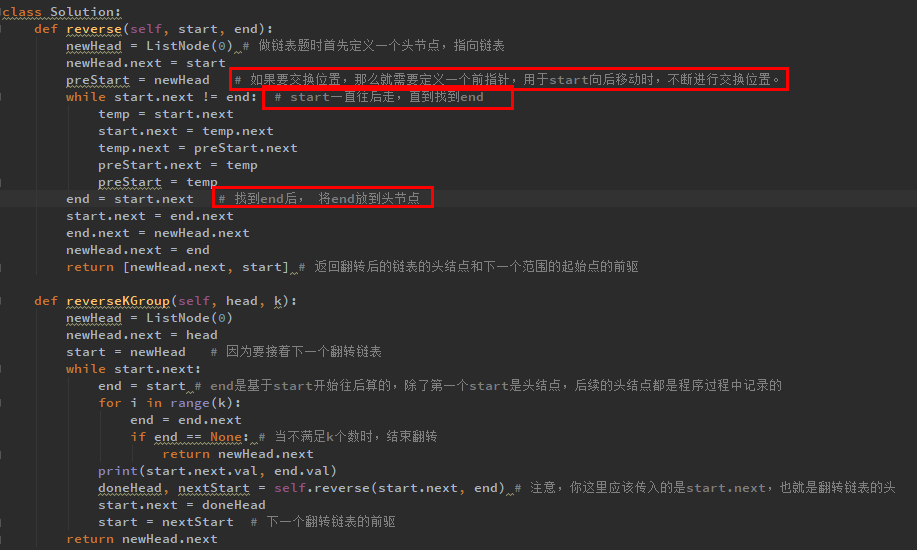 class Solution:
    def reverse(self, start, end):
        newHead = ListNode(0) # 做链表题时首先定义一个头节点，指向链表
        newHead.next = start
        preStart = newHead   # 如果要交换位置，那么就需要定义一个前指针，用于start向后移动时，不断进行交换位置。
        while start.next != end:  # start一直往后走，直到找到end
            temp = start.next
            start.next = temp.next
            temp.next = preStart.next
            preStart.next = temp
            preStart = temp
        end = start.next   # 找到end后， 将end放到头节点
        start.next = end.next
        end.next = newHead.next
        newHead.next = end
        return [newHead.next, start] # 返回翻转后的链表的头结点和下一个范围的起始点的前驱
    def reverseKGroup(self, head, k):
        newHead = ListNode(0)
        newHead.next = head
        start = newHead   # 因为要接着下一个翻转链表
        while start.next:
            end = start # end是基于start开始往后算的，除了第一个start是头结点，后续的头结点都是程序过程中记录的
            for i in range(k):
                end = end.next
                if end == None: # 当不满足k个数时，结束翻转
                    return newHead.next
            print(start.next.val, end.val)
            doneHead, nextStart = self.reverse(start.next, end) # 注意，你这里应该传入的是start.next，也就是翻转链表的头
            start.next = doneHead
            start = nextStart  # 下一个翻转链表的前驱
        return newHead.next